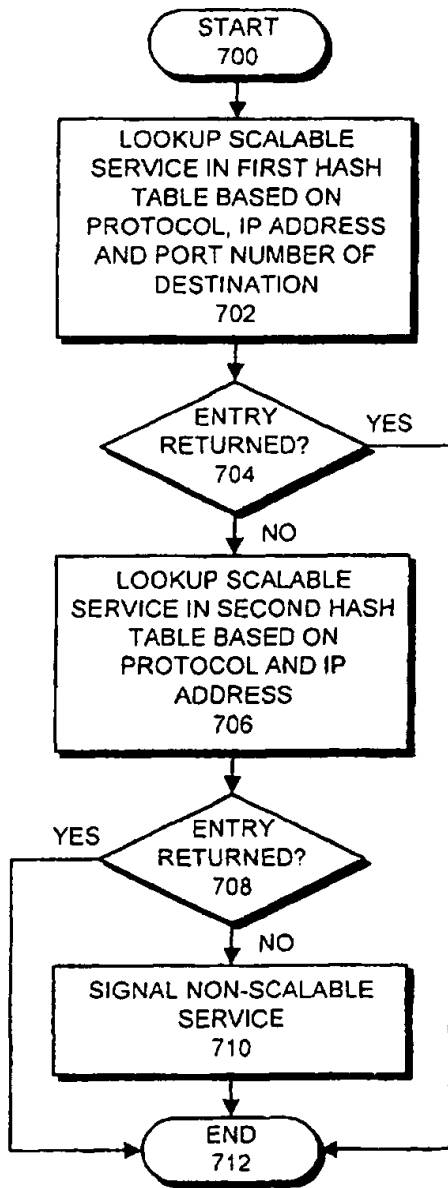 START
700
LOOKUP SCALABLE
SERVICE IN FIRST HASH
TABLE BASED ON
PROTOCOL, IP ADDRESS
AND PORT NUMBER OF
DESTINATION
702
ENTRY
RETURNED?
704
YES
NO
LOOKUP SCALABLE
SERVICE IN SECOND HASH
TABLE BASED ON
PROTOCOL AND IP
ADDRESS
706
YES
ENTRY
RETURNED?
708
NO
SIGNAL NON-SCALABLE
SERVICE
710
END
712